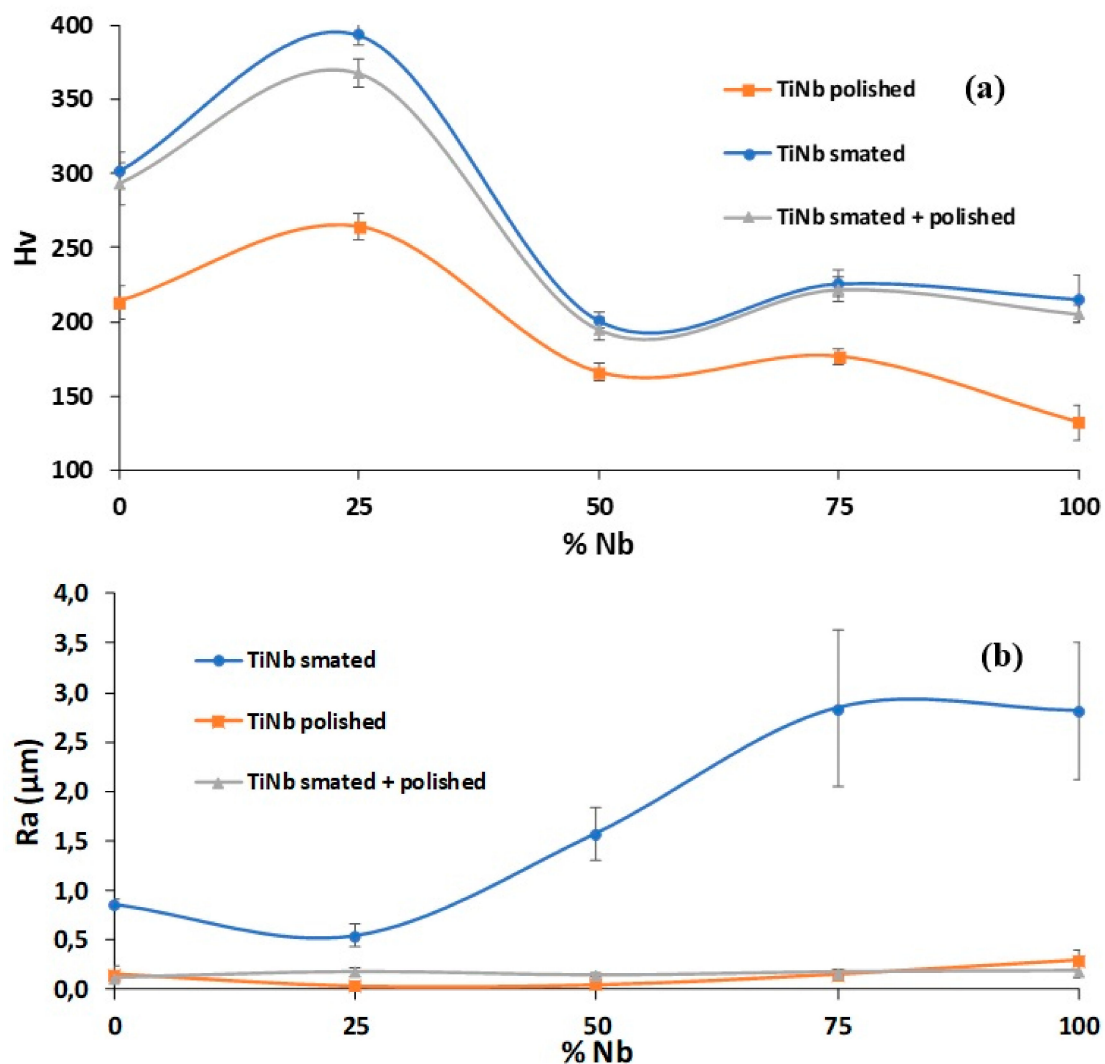 400
350
300
250
200
150
100
Hv
TiNb polished
(a)
TiNb smated
TiNb smated + polished
0
25
50
75
100
% Nb
4,0
3,5
3,0
2,5
2,0
1,5
1,0
0,5
0,0
Ra (µm)
TiNb smated
(b)
TiNb polished
TiNb smated + polished
0
25
50
75
100
% Nb